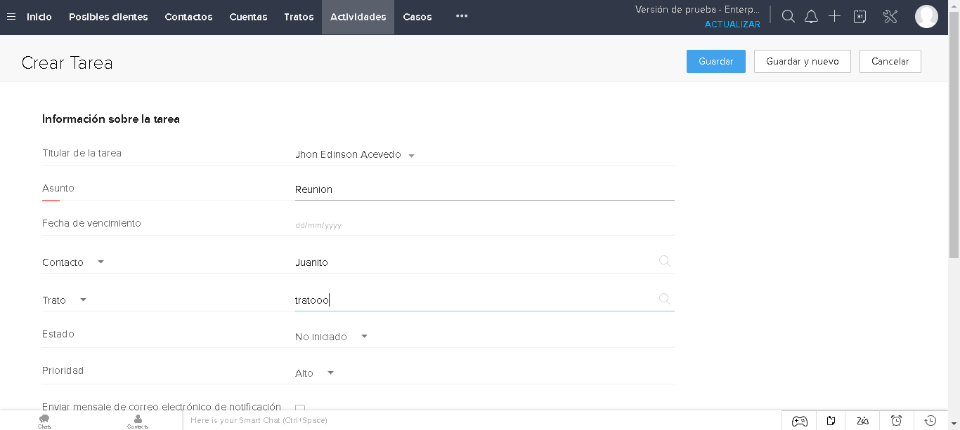 Inicio Posibles clientes Contactos Cuentas Tratos Actividades Casos ••• Versión de prueba - Enterp...
ACTUALIZAR
Crear Tarea Guardar Guardar y nuevo Cancelar
Información sobre la tarea
Titular de la tarea Jhon Edinson Acevedo
Asunto Reunion
Fecha de vencimiento dd/mm/yyyy
Contacto Juanito
Trato tratooo
Estado No iniciado
Prioridad Alto
Enviar mensaje de correo electrónico de notificación
Here is your Smart Chat (Ctrl+Space)
Chats Contacts